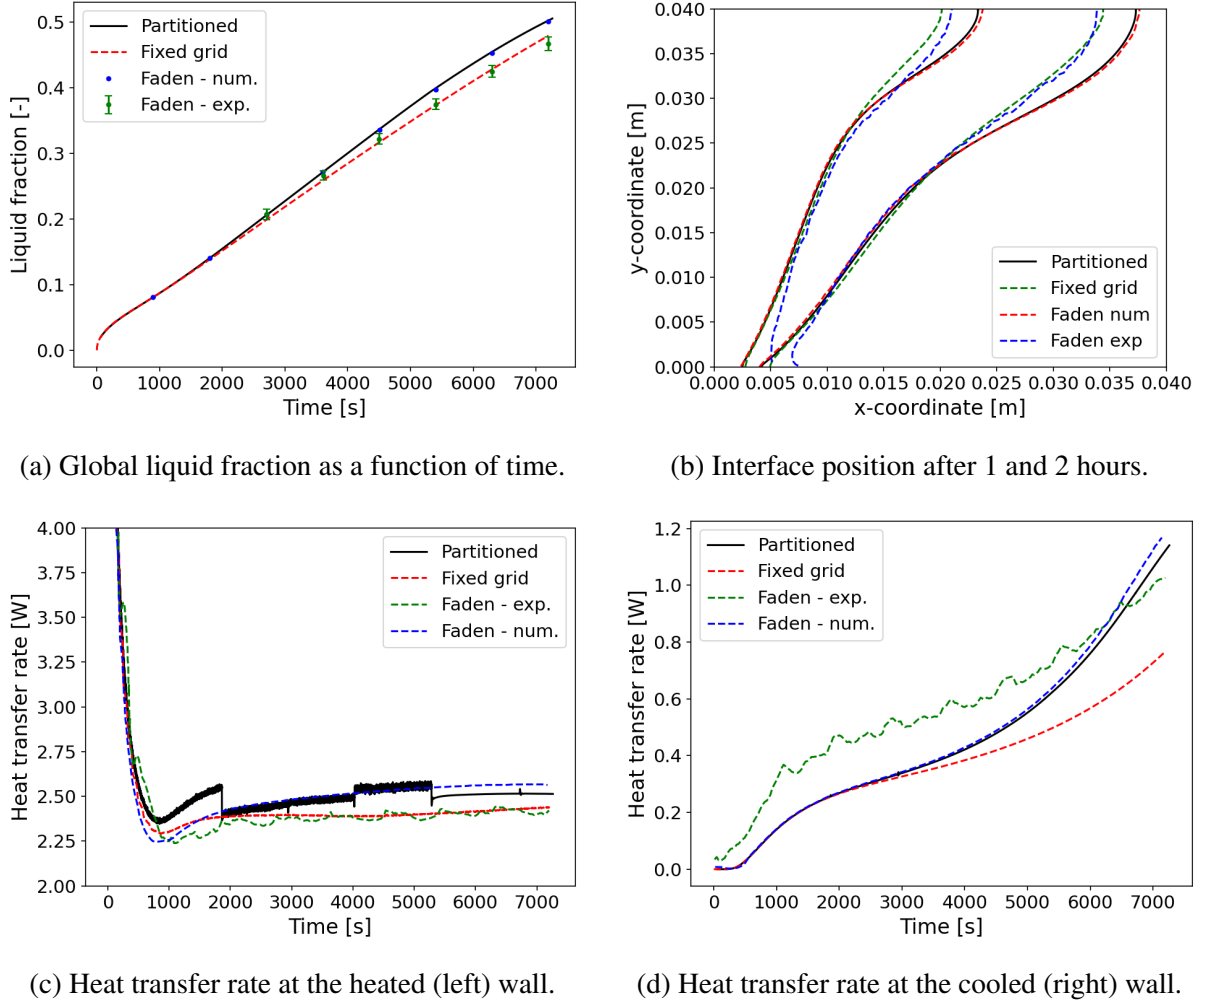 0.5
0.4
0.3
0.2
0.1
0.0
Liquid fraction [-]
Partitioned
Fixed grid
Faden - num.
Faden - exp.
0 1000 2000 3000 4000 5000 6000 7000
Time [s]
(a) Global liquid fraction as a function of time.
0.040
0.035
0.030
0.025
0.020
0.015
0.010
0.005
0.000
y-coordinate [m]
Partitioned
Fixed grid
Faden num
Faden exp
0.000 0.005 0.010 0.015 0.020 0.025 0.030 0.035 0.040
x-coordinate [m]
(b) Interface position after 1 and 2 hours.
4.00
3.75
3.50
3.25
3.00
2.75
2.50
2.25
2.00
Heat transfer rate [W]
Partitioned
Fixed grid
Faden - exp.
Faden - num.
0 1000 2000 3000 4000 5000 6000 7000
Time [s]
(c) Heat transfer rate at the heated (left) wall.
1.2
1.0
0.8
0.6
0.4
0.2
0.0
Heat transfer rate [W]
Partitioned
Fixed grid
Faden - exp.
Faden - num.
0 1000 2000 3000 4000 5000 6000 7000
Time [s]
(d) Heat transfer rate at the cooled (right) wall.